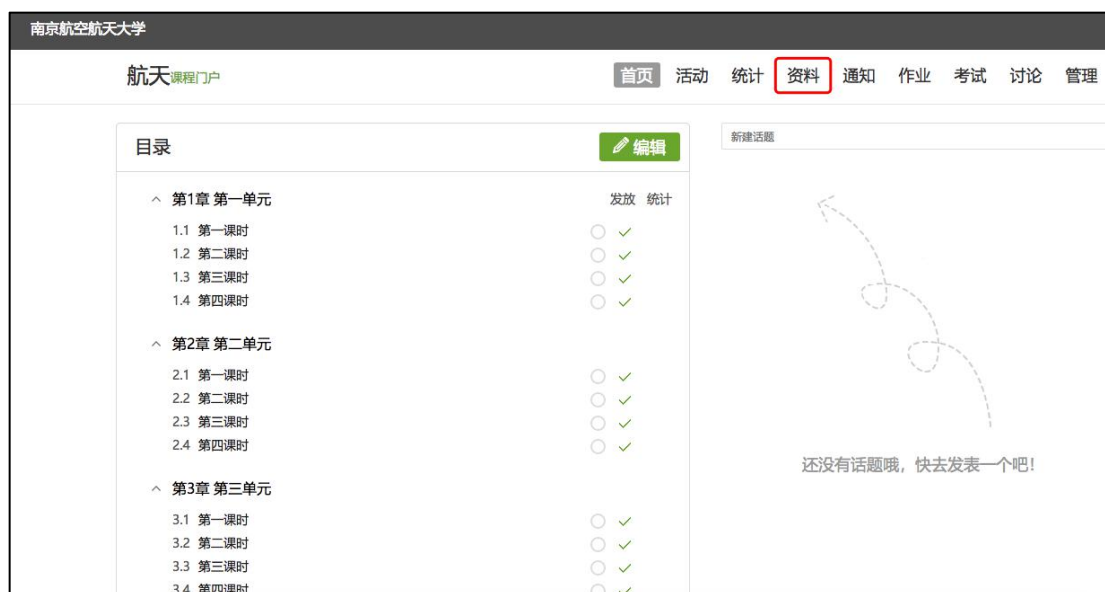 南京航空航天大学
航天课程门户 首页 活动 统计 资料 通知 作业 考试 讨论 管理
目录 编辑
第1章 第一单元 发放 统计
1.1 第一课时
1.2 第二课时
1.3 第三课时
1.4 第四课时
第2章 第二单元
2.1 第一课时
2.2 第二课时
2.3 第三课时
2.4 第四课时
第3章 第三单元
3.1 第一课时
3.2 第二课时
3.3 第三课时
3.4 第四课时
新建话题
还没有话题哦，快去发表一个吧！